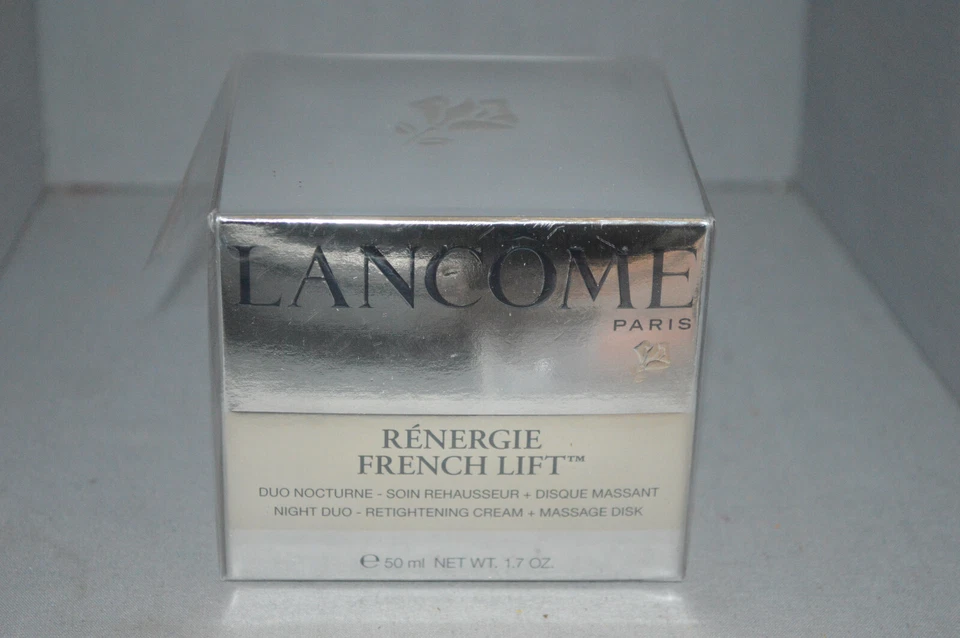 LANCÔME
PARIS
RÉNERGIE
FRENCH LIFT™
DUO NOCTURNE - SOIN REHAUSSEUR + DISQUE MASSANT
NIGHT DUO - RETIGHTENING CREAM + MASSAGE DISK
℮ 50 ml NET WT. 1.7 OZ.